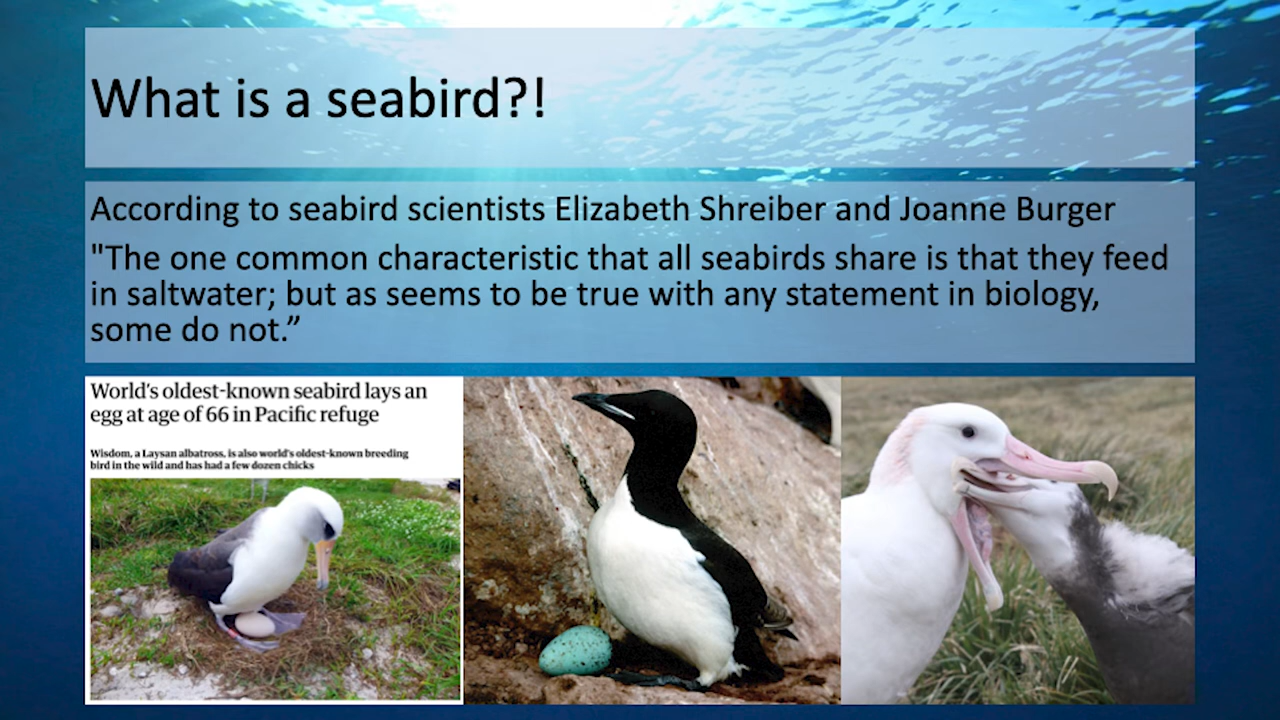 What is a seabird?!
According to seabird scientists Elizabeth Shreiber and Joanne Burger
"The one common characteristic that all seabirds share is that they feed
in saltwater; but as seems to be true with any statement in biology,
some do not.”
World's oldest-known seabird lays an
egg at age of 66 in Pacific refuge
Wisdom, a Laysan albatross, is also world's oldest-known breeding
bird in the wild and has had a few dozen chicks